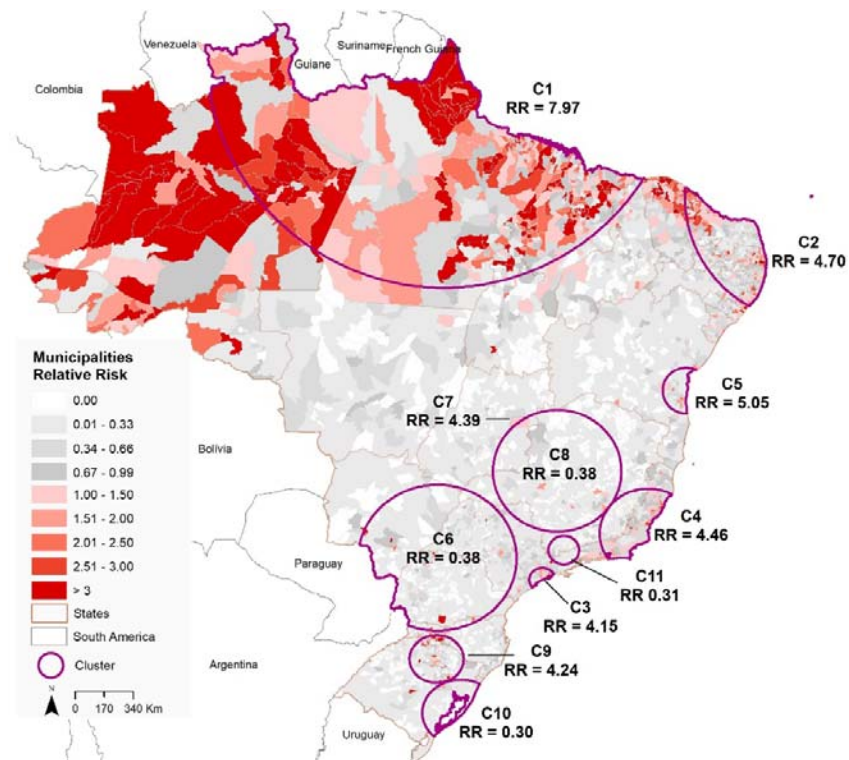 Venezuela
Suriname
French Guiana
Guiane
Colombia
C1
RR = 7.97
C2
RR = 4.70
C5
RR = 5.05
C7
RR = 4.39
C8
RR = 0.38
C4
RR = 4.46
C6
RR = 0.38
C11
RR 0.31
C3
RR = 4.15
C9
RR = 4.24
C10
RR = 0.30
Bolivia
Paraguay
Argentina
Uruguay
Municipalities
Relative Risk
0.00
0.01 - 0.33
0.34 - 0.66
0.67 - 0.99
1.00 - 1.50
1.51 - 2.00
2.01 - 2.50
2.51 - 3.00
> 3
States
South America
Cluster
N
0 170 340 Km